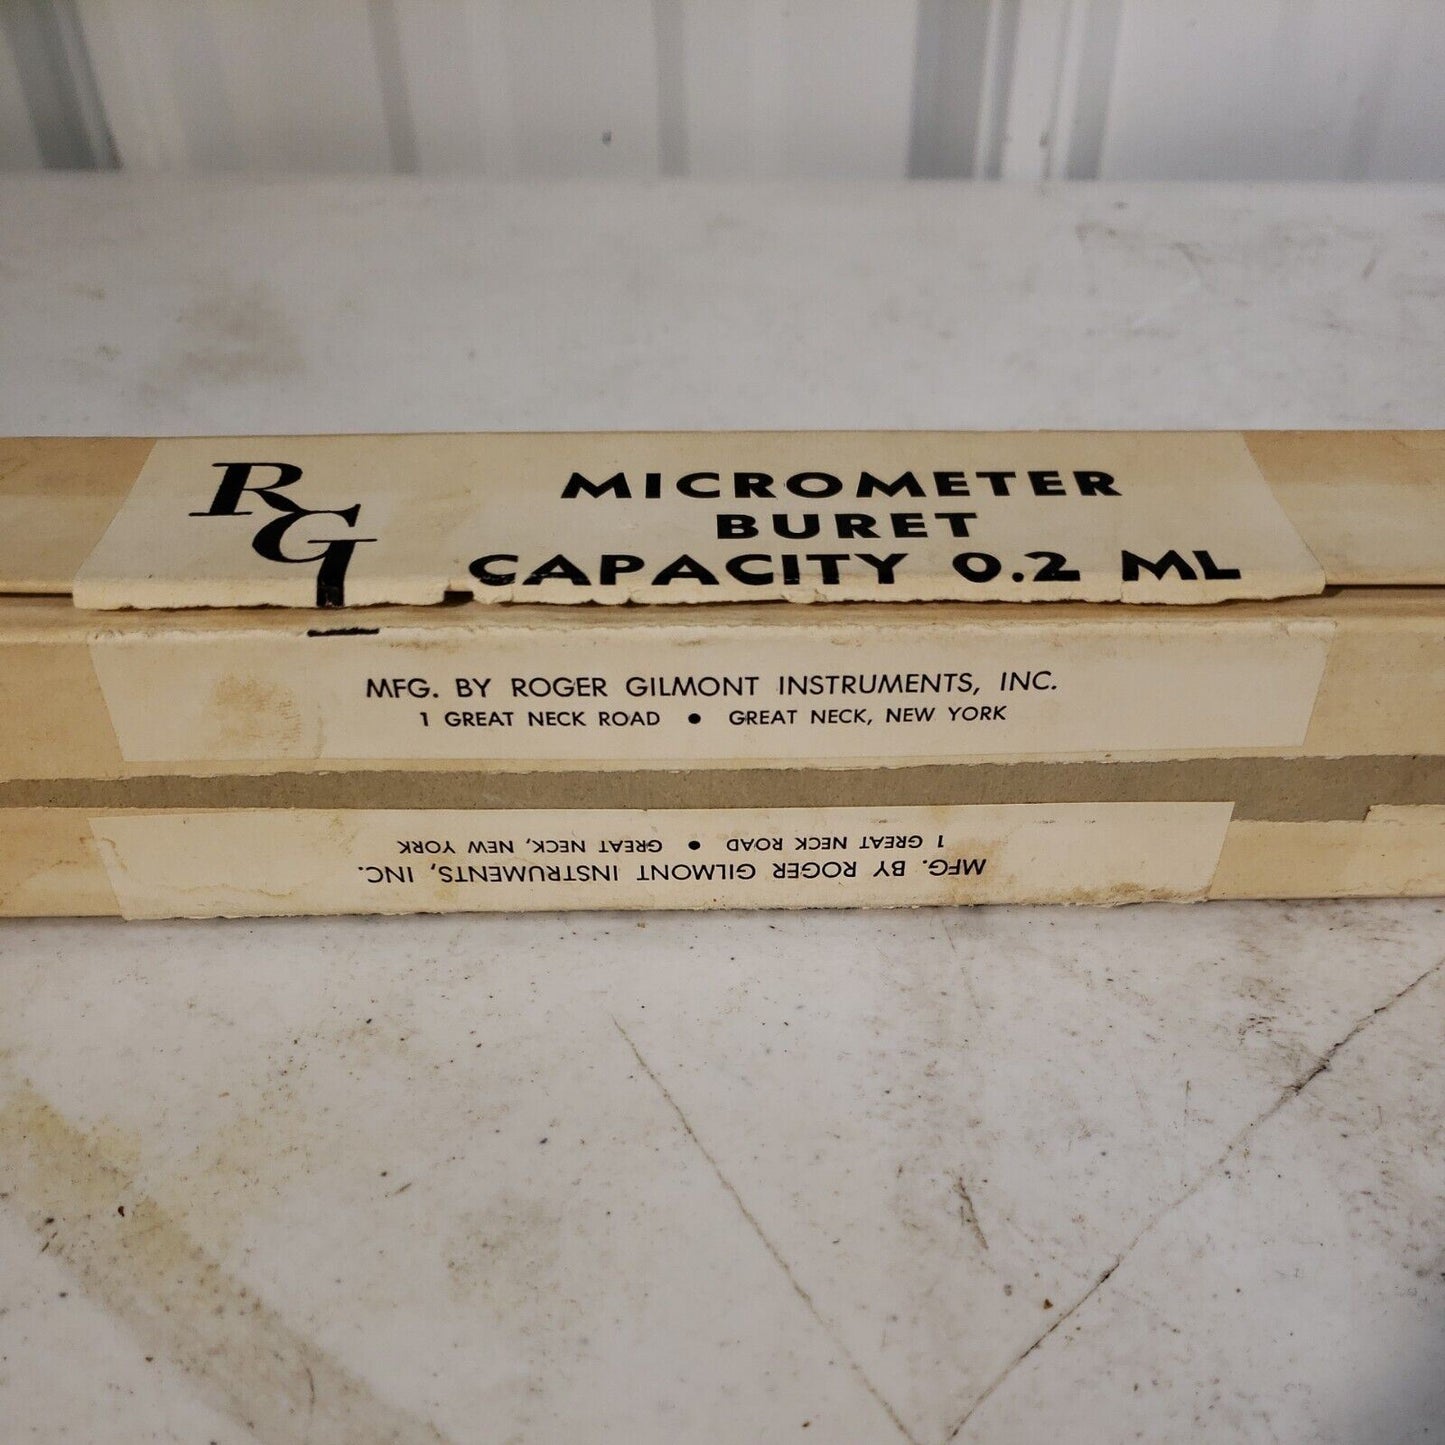 RG
MICROMETER
BURET
CAPACITY 0.2 ML
MFG. BY ROGER GILMONT INSTRUMENTS, INC.
1 GREAT NECK ROAD • GREAT NECK, NEW YORK
MFG. BY ROGER GILMONT INSTRUMENTS, INC.
1 GREAT NECK ROAD • GREAT NECK, NEW YORK